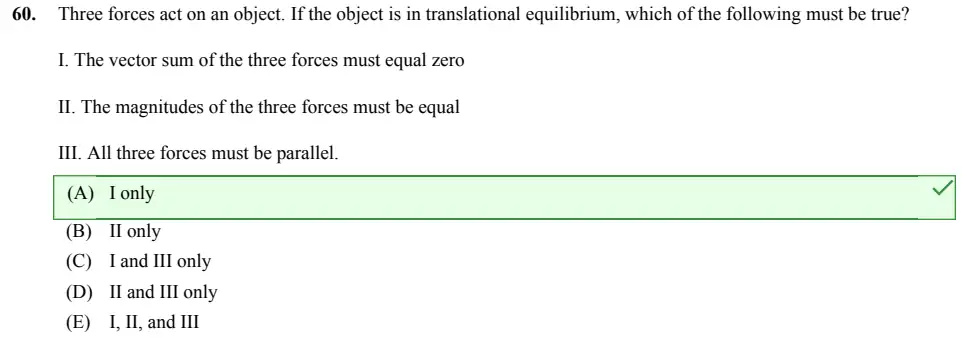 60. Three forces act on an object. If the object is in translational equilibrium, which of the following must be true?
I. The vector sum of the three forces must equal zero
II. The magnitudes of the three forces must be equal
III. All three forces must be parallel.
(A) I only
(B) II only
(C) I and III only
(D) II and III only
(E) I, II, and III